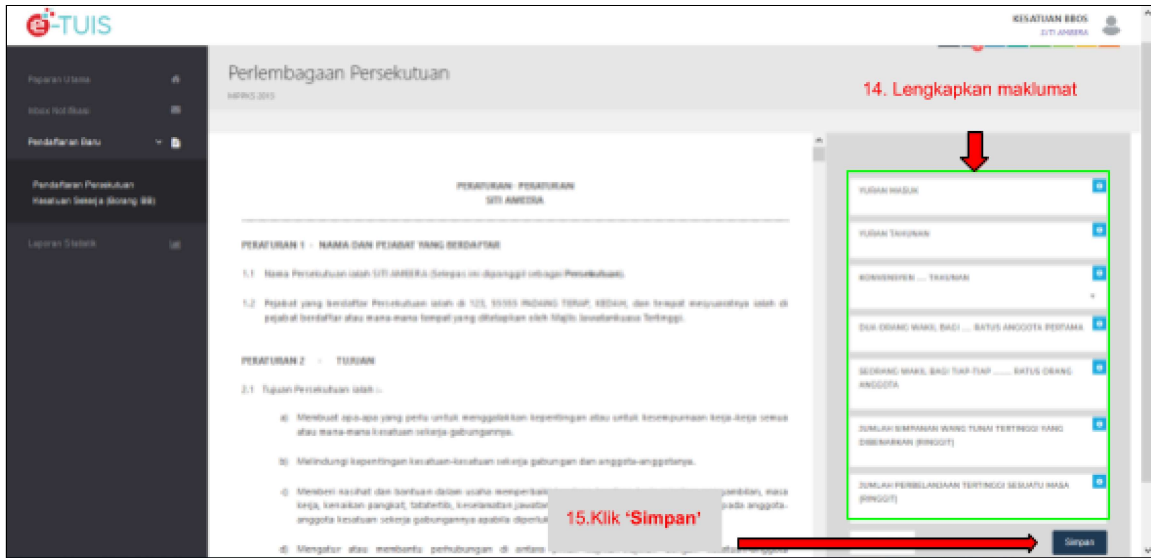 e-TUIS
KESATUAN BBOS
SITI AMEERA
Paparan Utama
Inbox Notifikasi
Pendaftaran Baru
Pendaftaran Persekutuan
Kesatuan Sekerja (Borang BB)
Laporan Statistik
Perlembagaan Persekutuan
14. Lengkapkan maklumat
PERATURAN- PERATURAN
SITI AMEERA
PERATURAN 1 - NAMA DAN PEJABAT YANG BERDAFTAR
1.1 Nama Persekutuan ialah SITI AMEERA (Selepas ini dipanggil sebagai Persekutuan).
1.2 Pejabat yang berdaftar Persekutuan ialah di 123, 55555 PADANG TERAP, KEDAH, dan tempat mesyuaratnya ialah di
pejabat berdaftar atau mana-mana tempat yang ditetapkan oleh Majlis Jawatankuasa Tertinggi.
PERATURAN 2 - TUJUAN
2.1 Tujuan Persekutuan ialah :-
a) Membuat apa-apa yang perlu untuk menggalakkan kepentingan atau untuk kesempurnaan kerja-kerja semua
atau mana-mana kesatuan sekerja gabungannya.
b) Melindungi kepentingan kesatuan-kesatuan sekerja gabungan dan anggota-anggotanya.
c) Memberi nasihat dan bantuan dalam usaha memperbaiki
pengambilan, masa
kerja, kenaikan pangkat, tatatertib, keselamatan jawatan
pada anggota-
anggota kesatuan sekerja gabungannya apabila
d) Mengatur atau membantu perhubungan di antara
YURAN MASUK
YURAN TAHUNAN
KONVENSYEN .... TAHUNAN
DUA ORANG WAKIL BAGI .... RATUS ANGGOTA PERTAMA
SEORANG WAKIL BAGI TIAP-TIAP ........ RATUS ORANG
ANGGOTA
JUMLAH SIMPANAN WANG TUNAI TERTINGGI YANG
DIBENARKAN (RINGGIT)
JUMLAH PERBELANJAAN TERTINGGI SESUATU MASA
(RINGGIT)
15.Klik ‘Simpan’
Simpan